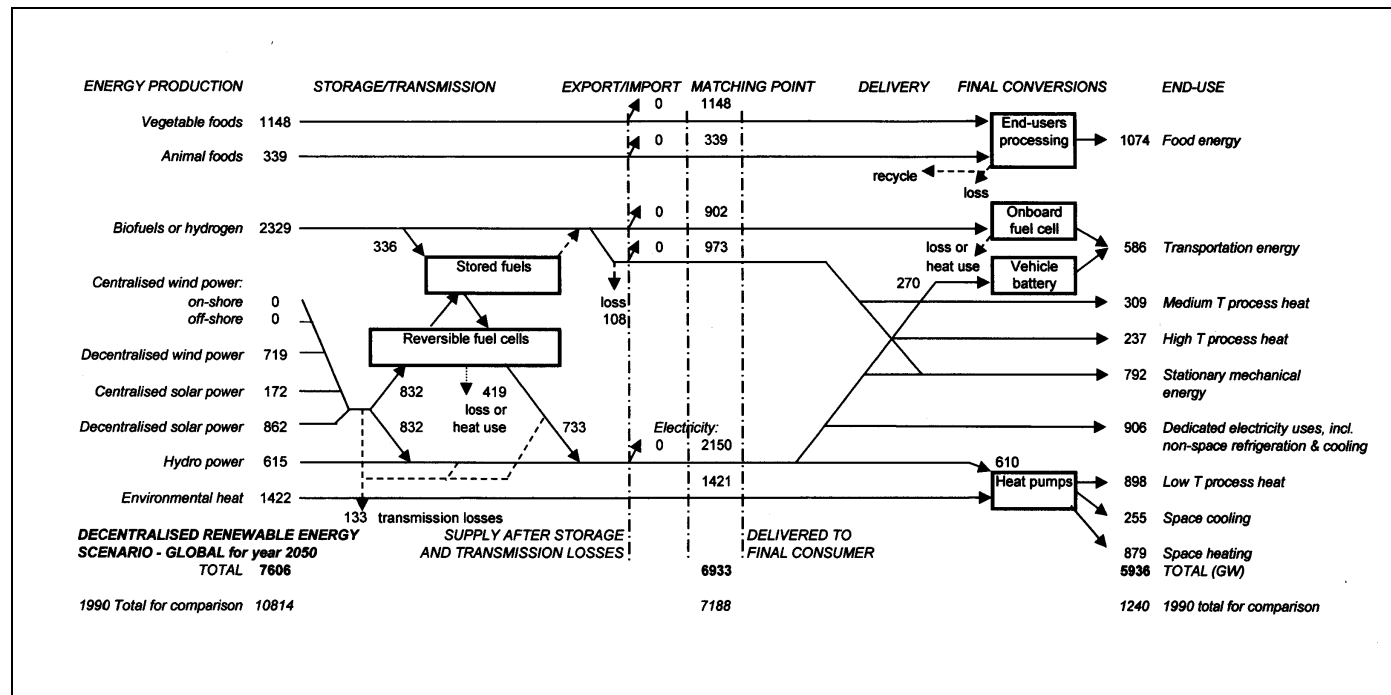 ENERGY PRODUCTION STORAGE/TRANSMISSION EXPORT/IMPORT MATCHING POINT DELIVERY FINAL CONVERSIONS END-USE
0 1148
Vegetable foods 1148
End-users
processing
0 339
1074 Food energy
Animal foods 339
recycle
loss
0 902
Onboard
fuel cell
Biofuels or hydrogen 2329
336
0 973
loss or
heat use
586 Transportation energy
Stored fuels
Vehicle
battery
270
Centralised wind power:
on-shore 0
off-shore 0
loss
108
309 Medium T process heat
Reversible fuel cells
237 High T process heat
Decentralised wind power 719
792 Stationary mechanical
energy
Centralised solar power 172
832 419
loss or
heat use
Decentralised solar power 862
832 733
Electricity:
0 2150
906 Dedicated electricity uses, incl.
non-space refrigeration & cooling
Hydro power 615
610
1421
Heat pumps
898 Low T process heat
Environmental heat 1422
133 transmission losses
255 Space cooling
DECENTRALISED RENEWABLE ENERGY
SCENARIO - GLOBAL for year 2050
SUPPLY AFTER STORAGE
AND TRANSMISSION LOSSES
DELIVERED TO
FINAL CONSUMER
879 Space heating
TOTAL 7606 6933 5936 TOTAL (GW)
1990 Total for comparison 10814 7188 1240 1990 total for comparison